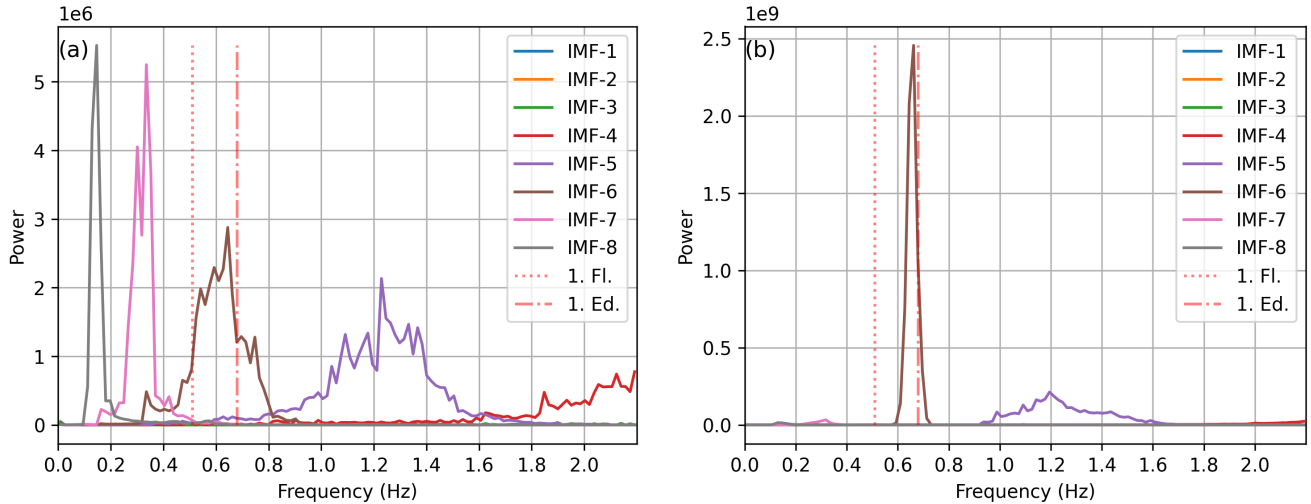 1e6
(a)
5
4
3
2
1
0
Power
0.0 0.2 0.4 0.6 0.8 1.0 1.2 1.4 1.6 1.8 2.0
Frequency (Hz)
IMF-1
IMF-2
IMF-3
IMF-4
IMF-5
IMF-6
IMF-7
IMF-8
1. Fl.
1. Ed.
1e9
(b)
2.5
2.0
1.5
1.0
0.5
0.0
Power
0.0 0.2 0.4 0.6 0.8 1.0 1.2 1.4 1.6 1.8 2.0
Frequency (Hz)
IMF-1
IMF-2
IMF-3
IMF-4
IMF-5
IMF-6
IMF-7
IMF-8
1. Fl.
1. Ed.